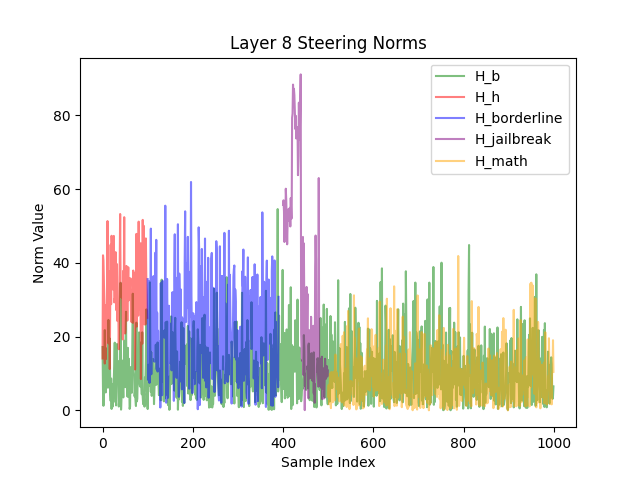 Layer 8 Steering Norms
H_b
H_h
H_borderline
H_jailbreak
H_math
Norm Value
80
60
40
20
0
0 200 400 600 800 1000
Sample Index